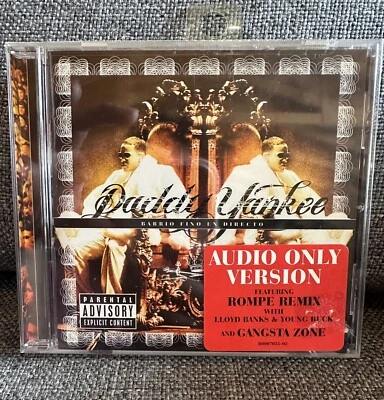 Daddy Yankee
BARRIO FINO EN DIRECTO
AUDIO ONLY
VERSION
FEATURING
ROMPE REMIX
WITH
LLOYD BANKS & YOUNG BUCK
AND GANGSTA ZONE
PARENTAL
ADVISORY
EXPLICIT CONTENT